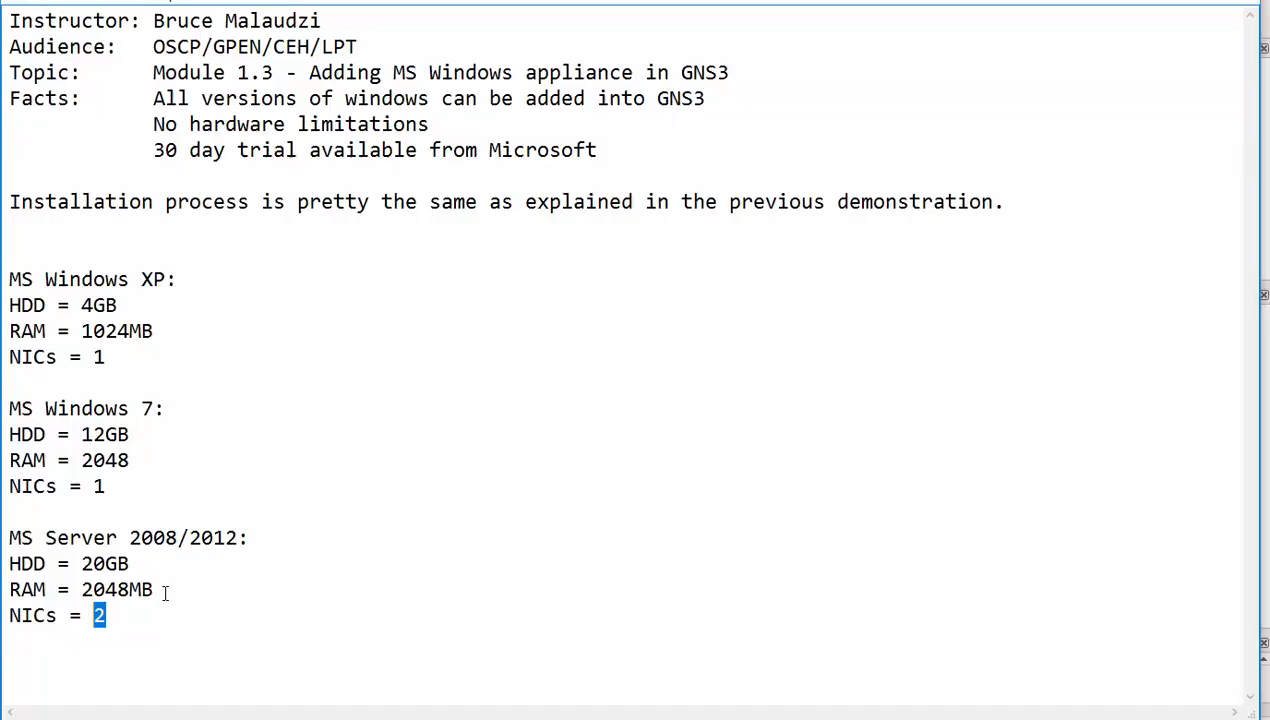 Instructor: Bruce Malaudzi
Audience:   OSCP/GPEN/CEH/LPT
Topic:      Module 1.3 - Adding MS Windows appliance in GNS3
Facts:      All versions of windows can be added into GNS3
            No hardware limitations
            30 day trial available from Microsoft
Installation process is pretty the same as explained in the previous demonstration.
MS Windows XP:
HDD = 4GB
RAM = 1024MB
NICs = 1
MS Windows 7:
HDD = 12GB
RAM = 2048
NICs = 1
MS Server 2008/2012:
HDD = 20GB
RAM = 2048MB
NICs = 2